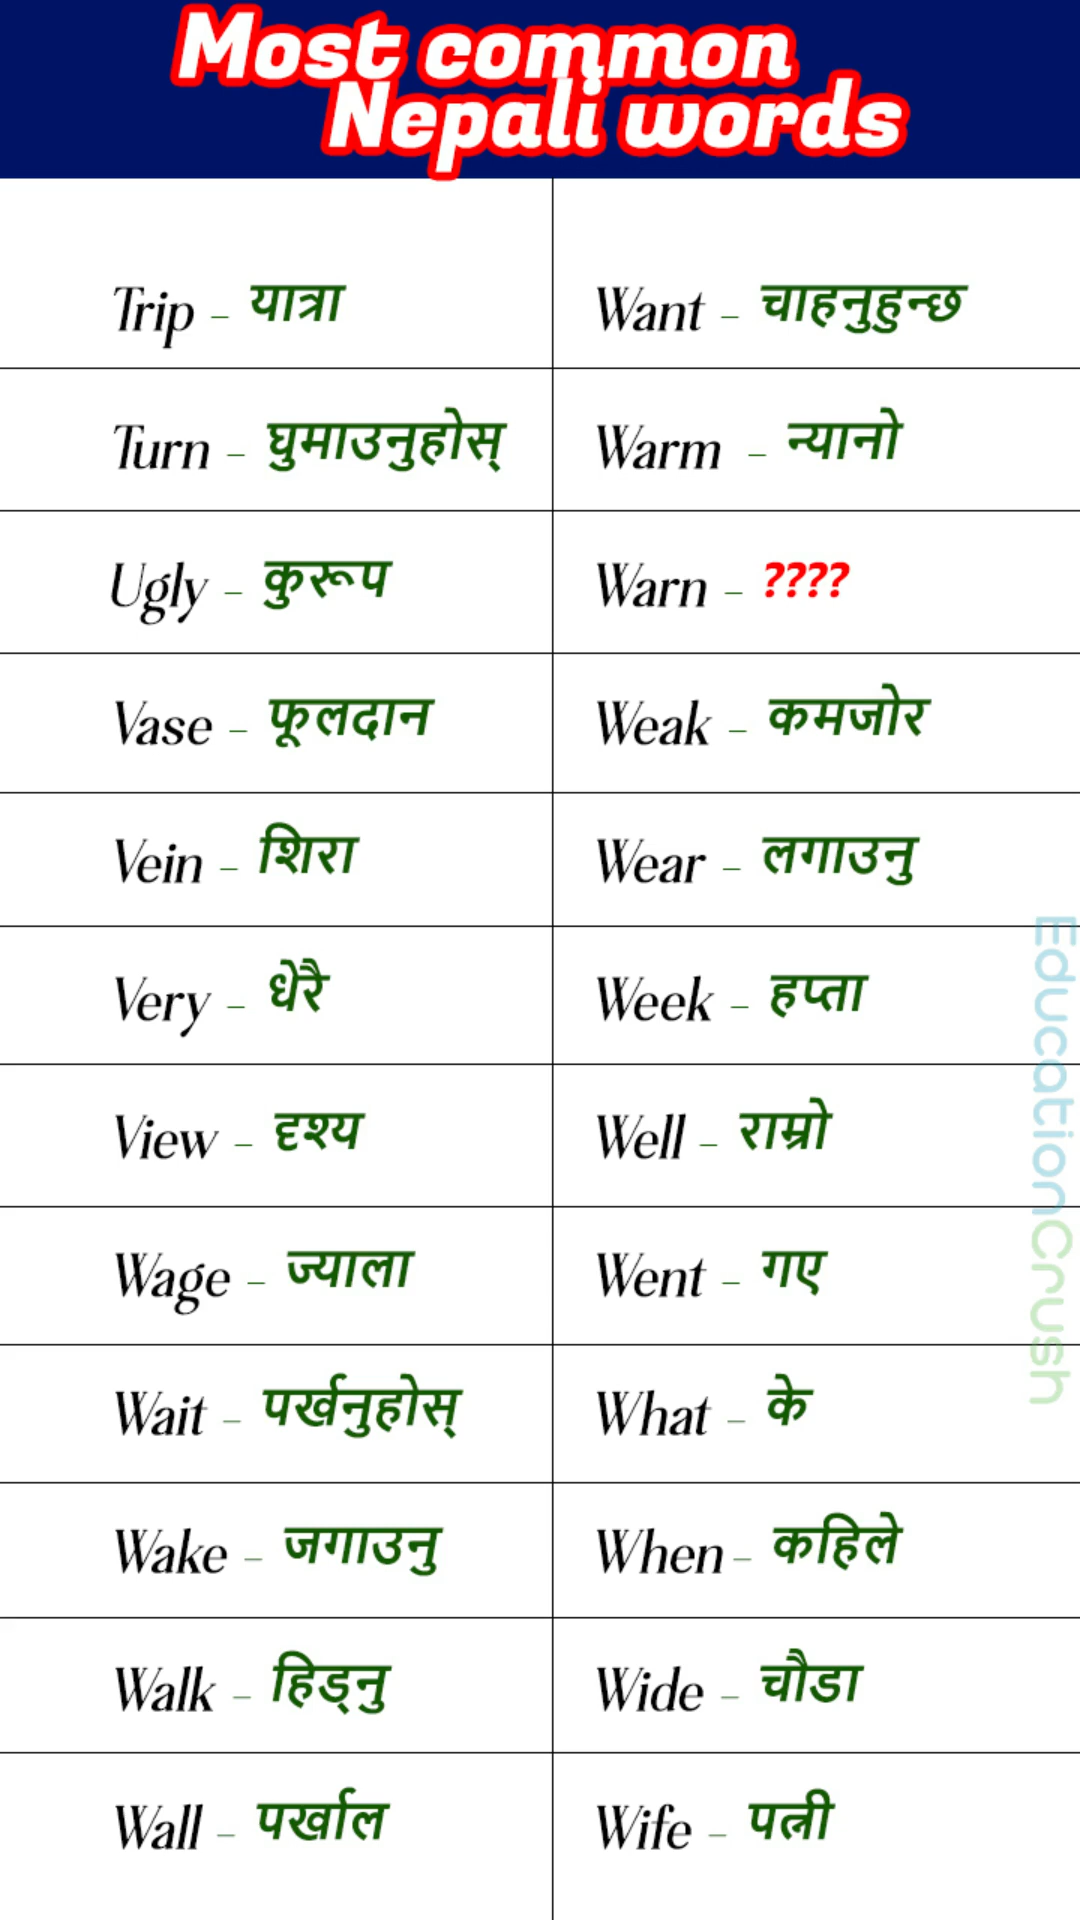 Most common
Nepali words
Trip - यात्रा
Want - चाहनुहुन्छ
Turn - घुमाउनुहोस्
Warm - न्यानो
Ugly - कुरूप
Warn - ????
Vase - फूलदान
Weak - कमजोर
Vein - शिरा
Wear - लगाउनु
Very - धेरै
Week - हप्ता
View - दृश्य
Well - राम्रो
Wage - ज्याला
Went - गए
Wait - पर्खनुहोस्
What - के
Wake - जगाउनु
When - कहिले
Walk - हिड्नु
Wide - चौडा
Wall - पर्खाल
Wife - पत्नी
EducationCrush